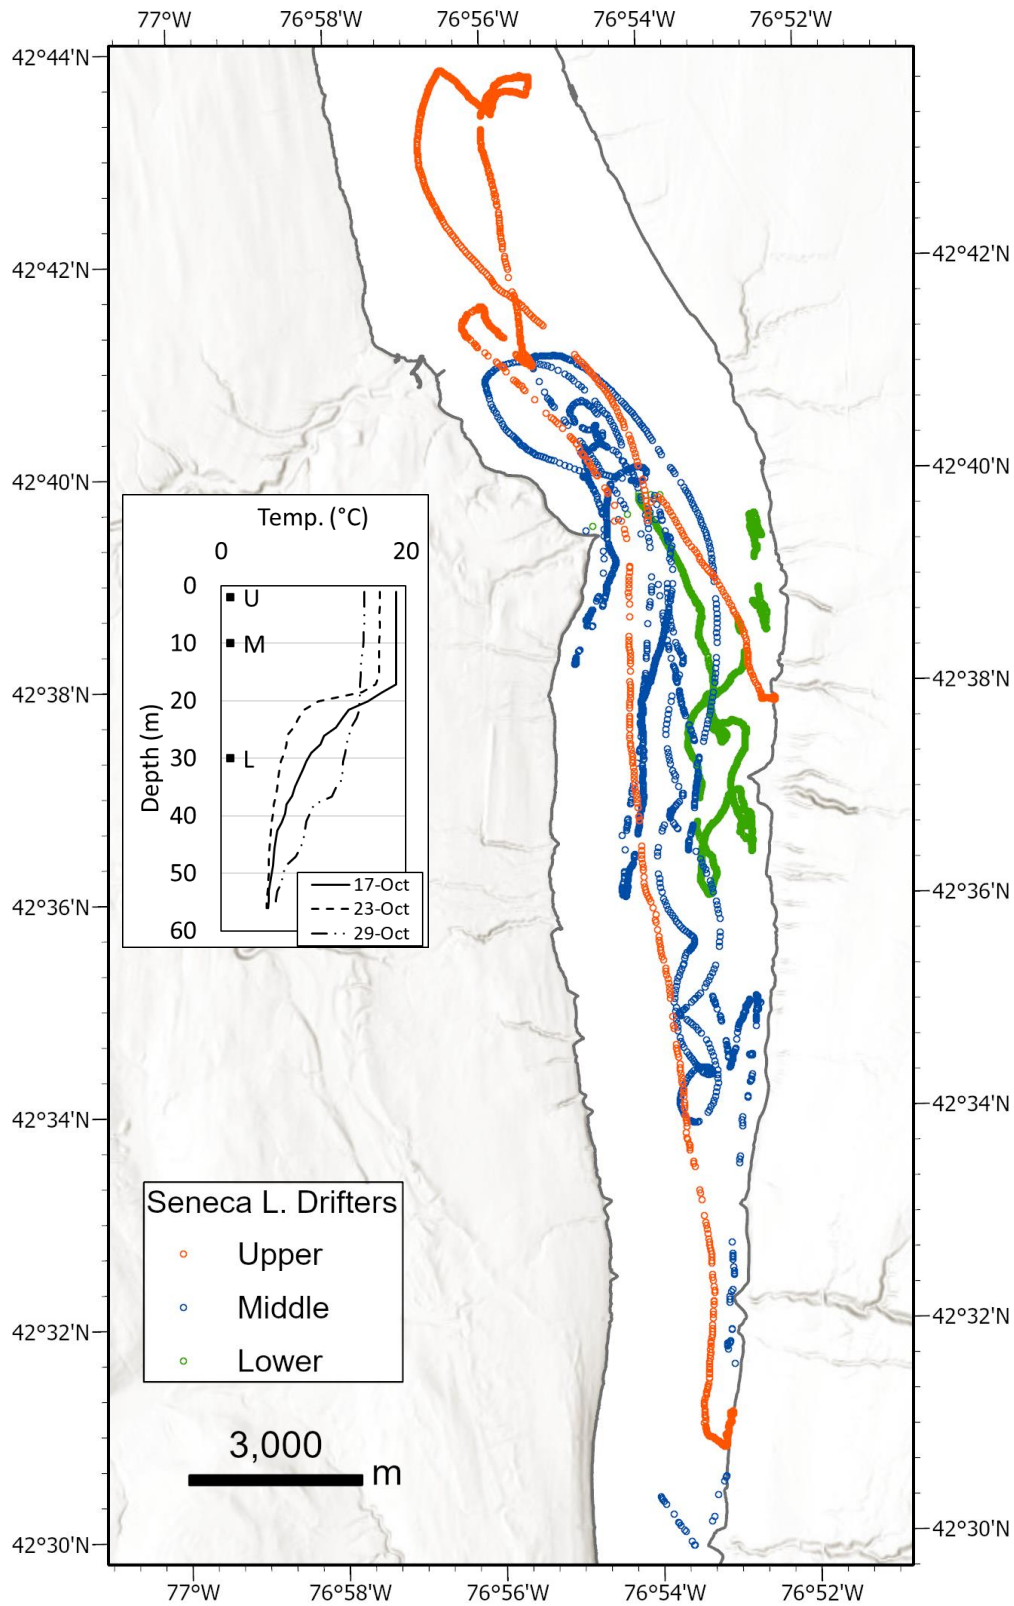 77°W 76°58'W 76°56'W 76°54'W 76°52'W
42°44'N
42°42'N 42°42'N
42°40'N 42°40'N
Temp. (°C)
0 20
Depth (m)
0
10
20
30
40
50
60
U
M
L
17-Oct
23-Oct
29-Oct
42°38'N 42°38'N
42°36'N 42°36'N
42°34'N 42°34'N
Seneca L. Drifters
Upper
Middle
Lower
42°32'N 42°32'N
3,000 m
42°30'N 42°30'N
77°W 76°58'W 76°56'W 76°54'W 76°52'W